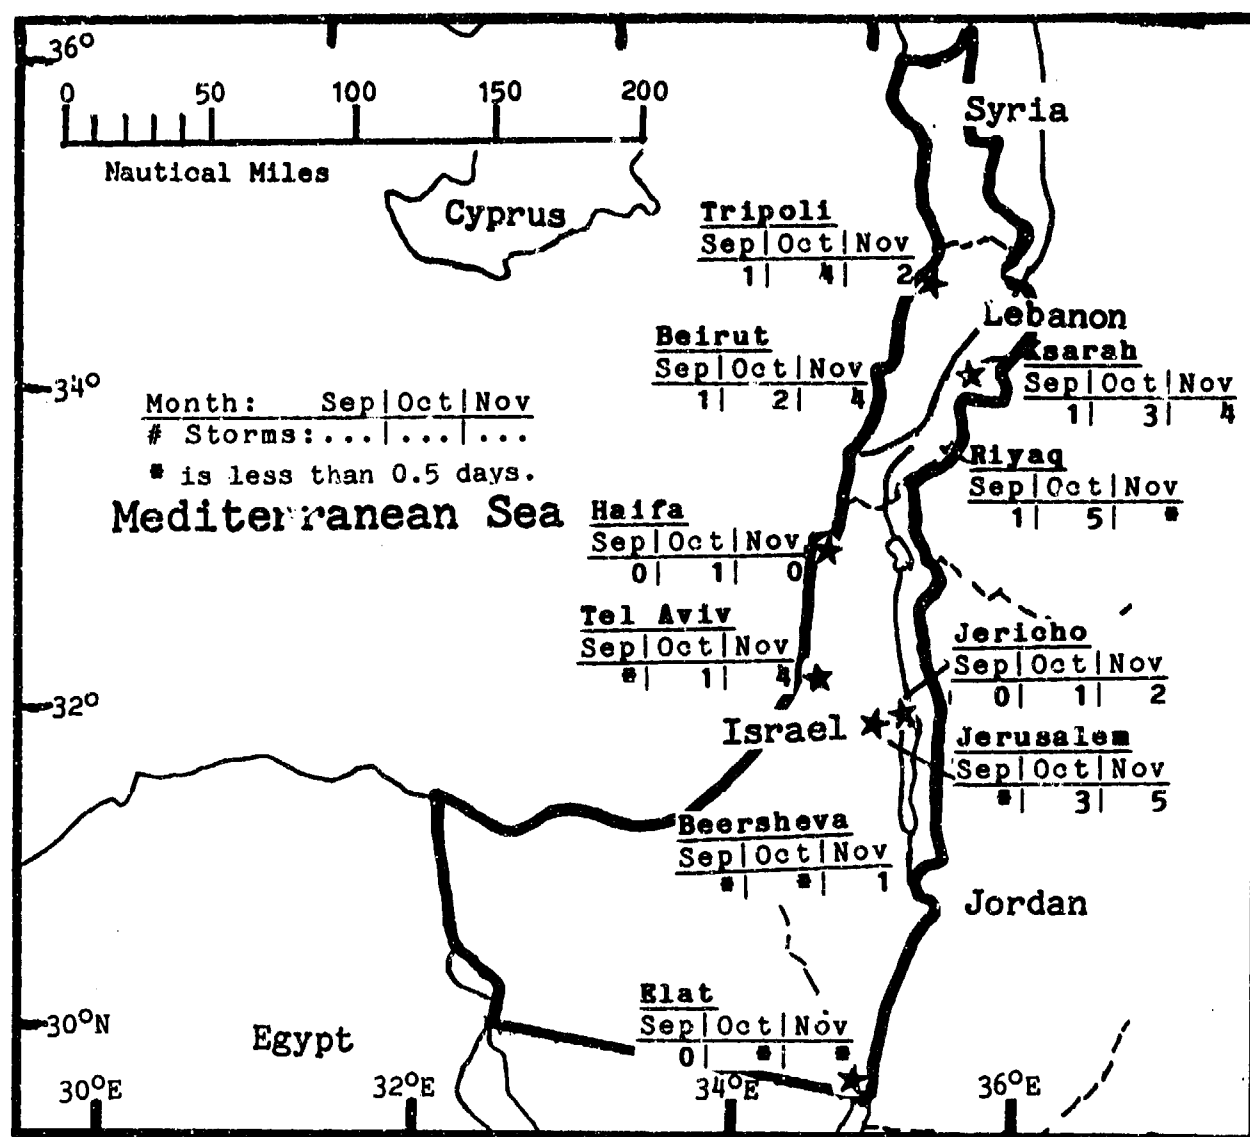 36°
0 50 100 150 200
Nautical Miles
Syria
Cyprus
Tripoli
Sep|Oct|Nov
1| 4| 2
Lebanon
Beirut
Sep|Oct|Nov
1| 2| 4
Ksarah
Sep|Oct|Nov
1| 3| 4
34°
Month: Sep|Oct|Nov
# Storms:...|...|...
* is less than 0.5 days.
Riyaq
Sep|Oct|Nov
1| 5| *
Mediterranean Sea
Haifa
Sep|Oct|Nov
0| 1| 0
Tel Aviv
Sep|Oct|Nov
*| 1| 4
Jericho
Sep|Oct|Nov
0| 1| 2
32°
Israel
Jerusalem
Sep|Oct|Nov
*| 3| 5
Beersheva
Sep|Oct|Nov
*| *| 1
Jordan
Elat
Sep|Oct|Nov
0| *| *
30°N
Egypt
30°E 32°E 34°E 36°E